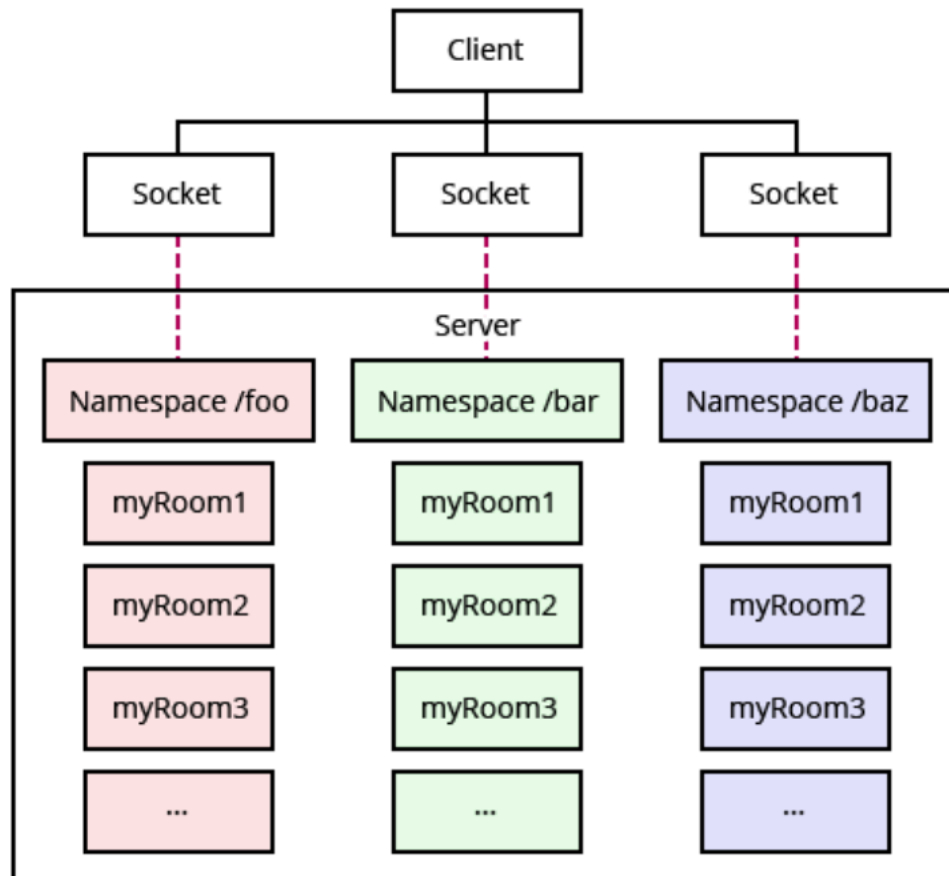 Client
Socket Socket Socket
Server
Namespace /foo Namespace /bar Namespace /baz
myRoom1 myRoom1 myRoom1
myRoom2 myRoom2 myRoom2
myRoom3 myRoom3 myRoom3
... ... ...